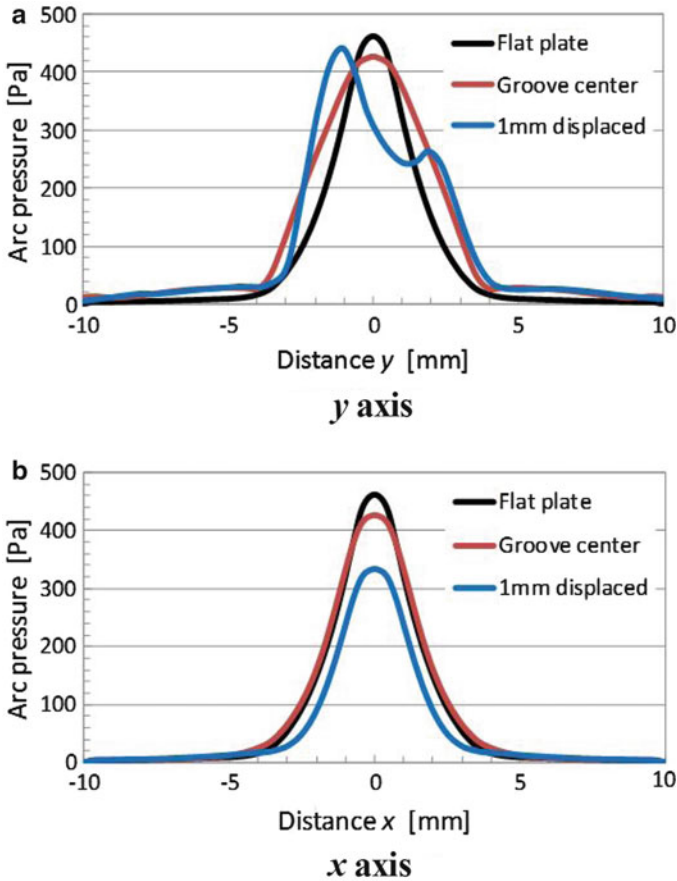 a
500
400
300
200
100
0
Arc pressure [Pa]
Flat plate
Groove center
1mm displaced
-10 -5 0 5 10
Distance y [mm]
y axis
b
500
400
300
200
100
0
Arc pressure [Pa]
Flat plate
Groove center
1mm displaced
-10 -5 0 5 10
Distance x [mm]
x axis